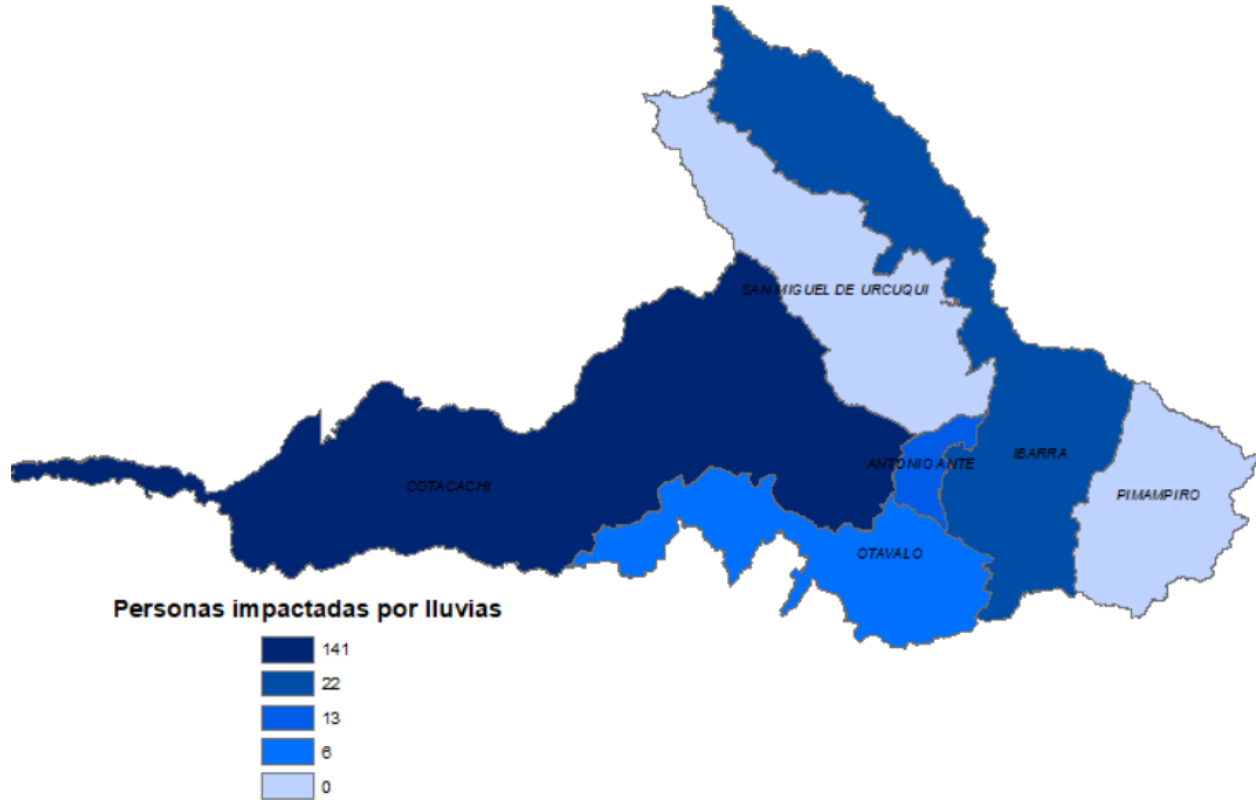 SAN MIGUEL DE URCUQUI
ANTONIO ANTE
IBARRA
COTACACHI
PIMAMPIRO
OTAVALO
Personas impactadas por lluvias
141
22
13
6
0